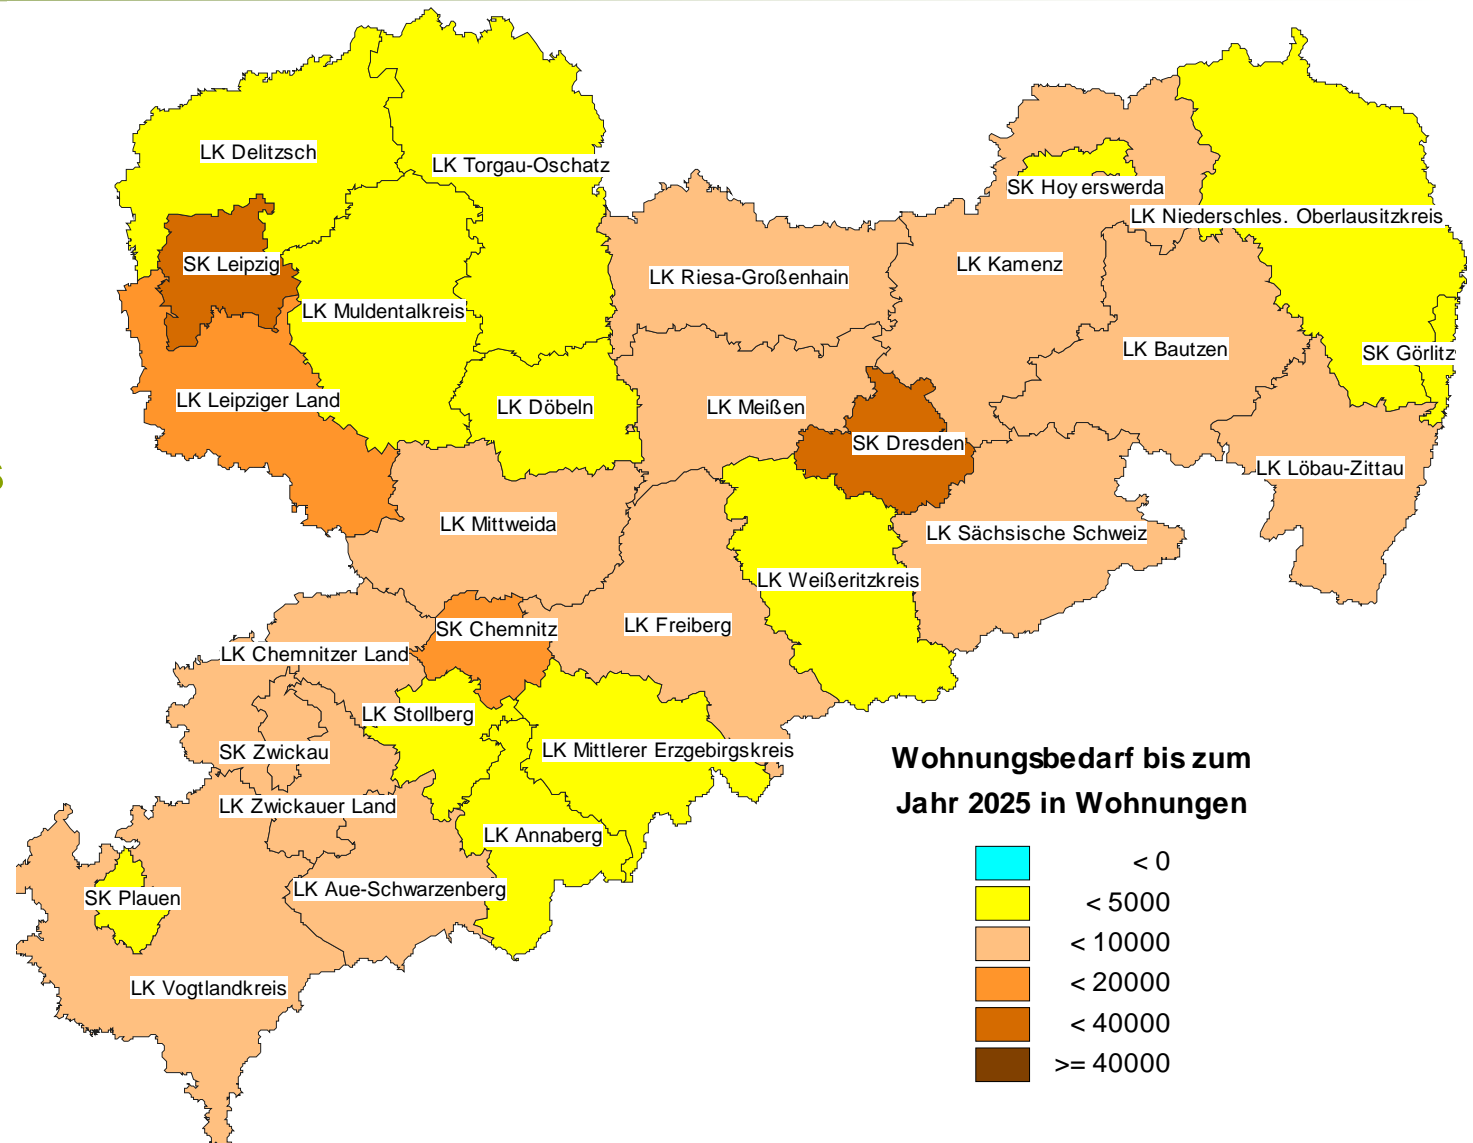 LK Delitzsch
LK Torgau-Oschatz
SK Hoyerswerda
LK Niederschles. Oberlausitzkreis
SK Leipzig
LK Kamenz
LK Riesa-Großenhain
LK Muldentalkreis
LK Bautzen
SK Görlitz
LK Leipziger Land
LK Döbeln
LK Meißen
SK Dresden
LK Löbau-Zittau
LK Mittweida
LK Sächsische Schweiz
LK Weißeritzkreis
SK Chemnitz
LK Freiberg
LK Chemnitzer Land
LK Stollberg
SK Zwickau
LK Mittlerer Erzgebirgskreis
LK Zwickauer Land
LK Annaberg
LK Aue-Schwarzenberg
SK Plauen
LK Vogtlandkreis
Wohnungsbedarf bis zum
Jahr 2025 in Wohnungen
< 0
< 5000
< 10000
< 20000
< 40000
>= 40000